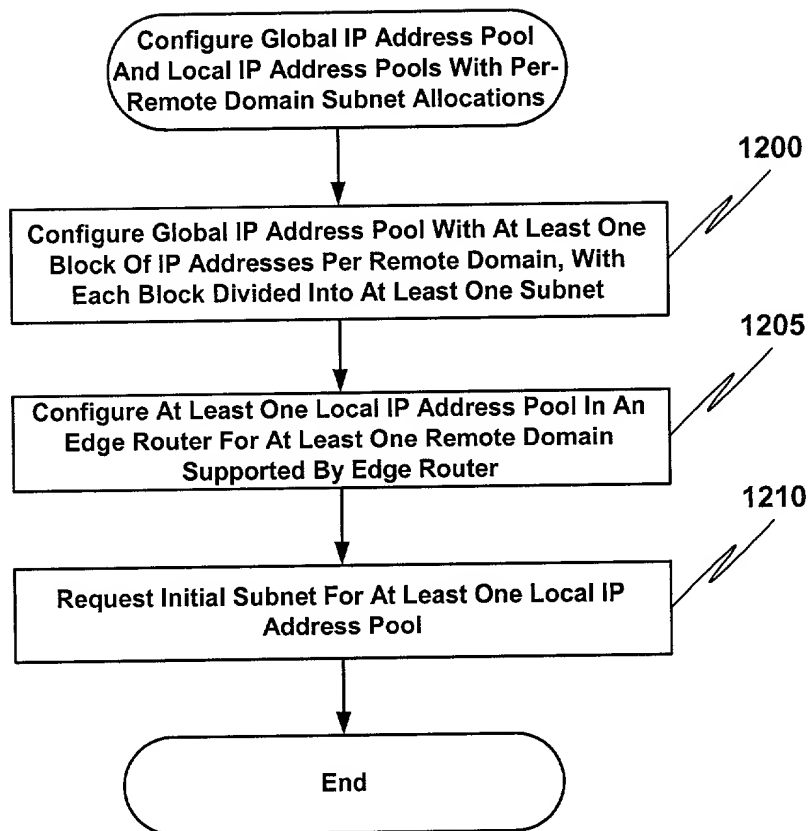 Configure Global IP Address Pool
And Local IP Address Pools With Per-
Remote Domain Subnet Allocations
1200
Configure Global IP Address Pool With At Least One
Block Of IP Addresses Per Remote Domain, With
Each Block Divided Into At Least One Subnet
1205
Configure At Least One Local IP Address Pool In An
Edge Router For At Least One Remote Domain
Supported By Edge Router
1210
Request Initial Subnet For At Least One Local IP
Address Pool
End